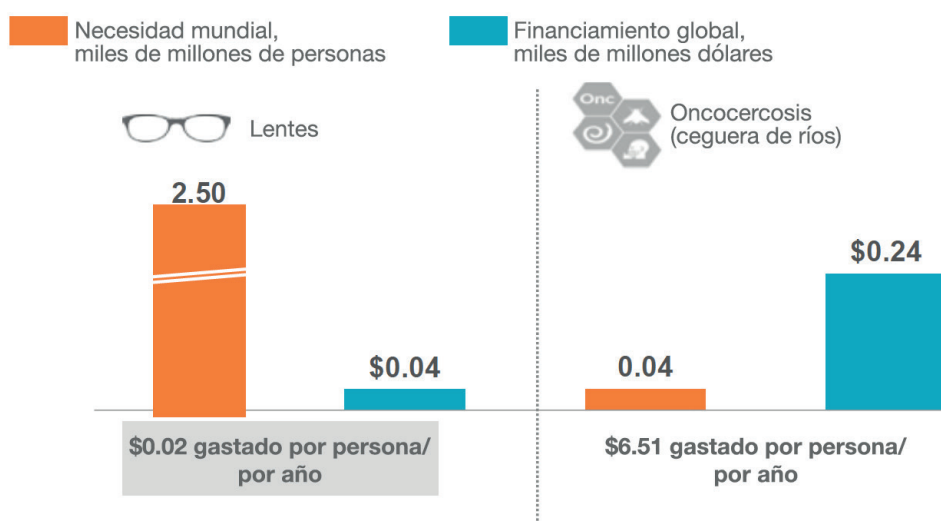 Necesidad mundial,
miles de millones de personas
Financiamiento global,
miles de millones dólares
Lentes
Onc
Oncocercosis
(ceguera de ríos)
2.50
$0.04
0.04
$0.24
$0.02 gastado por persona/
por año
$6.51 gastado por persona/
por año